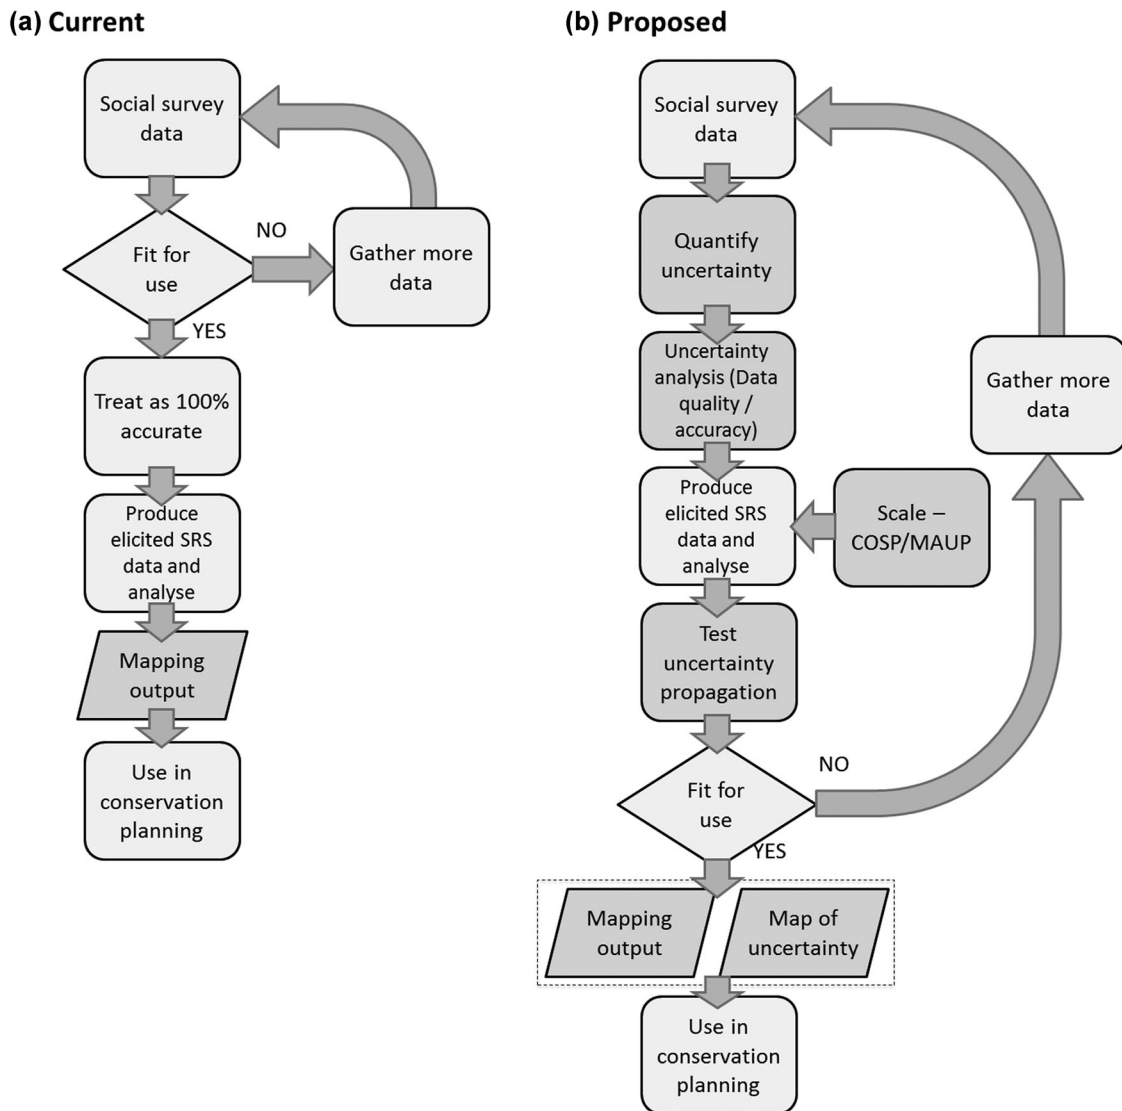 (a) Current
Social survey
data
Fit for
use
NO
Gather more
data
YES
Treat as 100%
accurate
Produce
elicited SRS
data and
analyse
Mapping
output
Use in
conservation
planning
(b) Proposed
Social survey
data
Quantify
uncertainty
Uncertainty
analysis (Data
quality /
accuracy)
Produce
elicited SRS
data and
analyse
Scale –
COSP/MAUP
Test
uncertainty
propagation
Fit for
use
NO
Gather more
data
YES
Mapping
output
Map of
uncertainty
Use in
conservation
planning